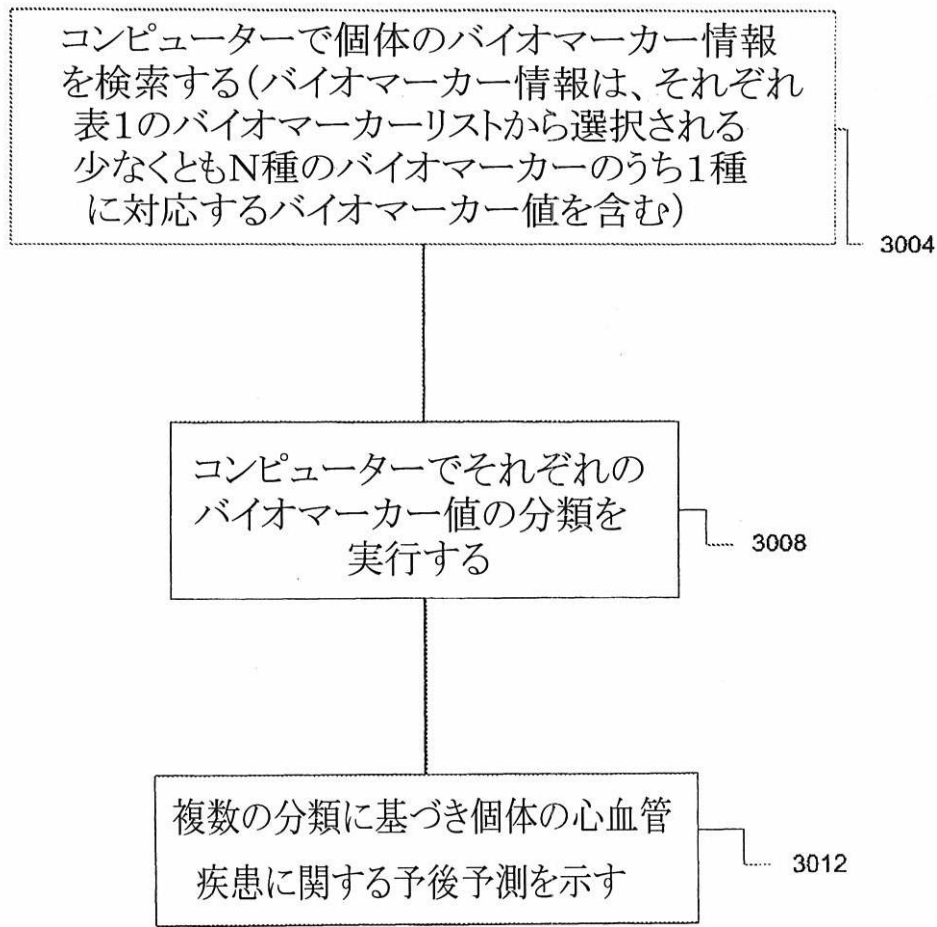 コンピューターで個体のバイオマーカー情報
を検索する(バイオマーカー情報は、それぞれ
表1のバイオマーカーリストから選択される
少なくともN種のバイオマーカーのうち1種
に対応するバイオマーカー値を含む)
3004
コンピューターでそれぞれの
バイオマーカー値の分類を
実行する
3008
複数の分類に基づき個体の心血管
疾患に関する予後予測を示す
3012